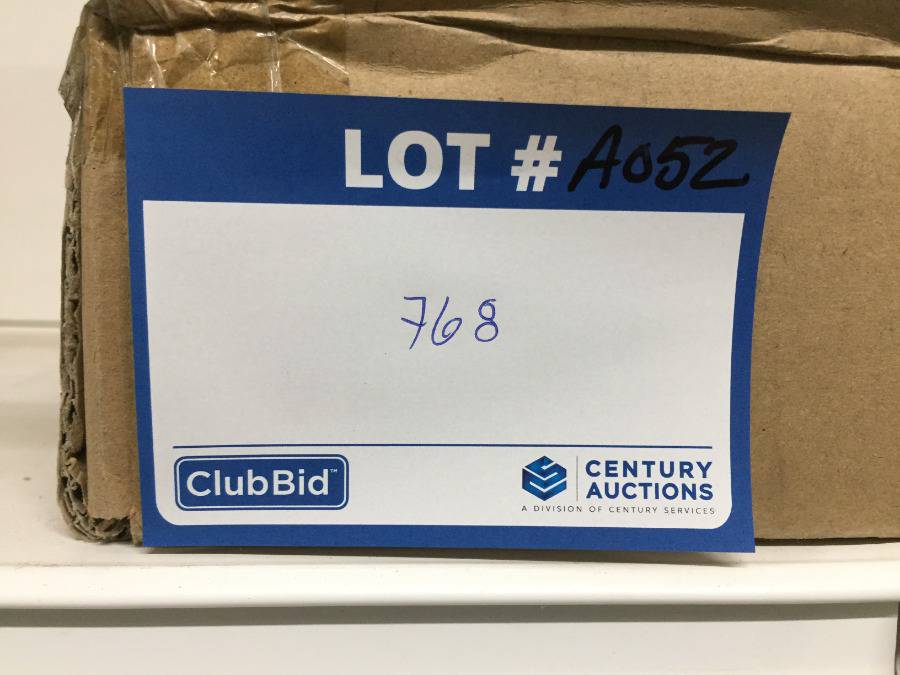 LOT # A052
768
ClubBid™
CENTURY
AUCTIONS
A DIVISION OF CENTURY SERVICES